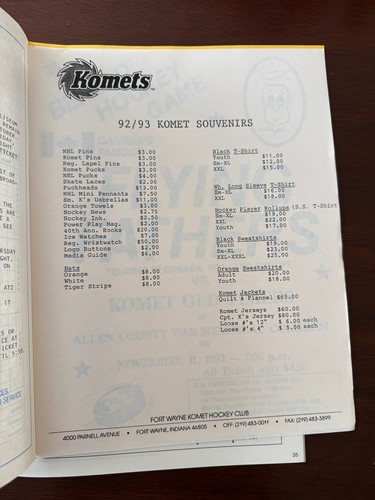 Komets
92/93 KOMET SOUVENIRS
NHL Pins $3.00
Komet Pins $3.00
Reg. Lapel Pins $3.00
Komet Pucks $3.00
NHL Pucks $4.00
Skate Laces $2.00
Puckheads $13.00
NHL Mini Pennants $7.50
Sm. K's Umbrellas $11.00
Orange Towels $3.00
Hockey News $2.75
Hockey Ink. $2.50
Power Play Mag. $2.00
40th Ann. Books $20.00
Ice Watches $7.00
Reg. Wristwatch $50.00
Logo Buttons $2.00
Media Guide $6.00
Hats
Orange $8.00
White $8.00
Tiger Stripe $8.00
Black T-Shirt
Youth $11.00
Sm-XL $12.00
XXL $15.00
Wh. Long Sleeve T-Shirt
Sm-XL $16.00
XXL $18.00
Hockey Player Rollups (S.S. T-Shirt
Sm-XL $19.00
XXL $22.00
Youth $17.00
Black Sweatshirts
Youth $19.00
Sm-XL $23.00
XXL-XXXL $25.00
Orange Sweatshirts
Adult $20.00
Youth $18.00
Komet Jackets
Quilt & Flannel $65.00
Komet Jerseys $60.00
Cpt. K's Jersey $80.00
Loose #'s 12" $ 6.00 each
Loose #'s 4" $ 5.00 each
FORT WAYNE KOMET HOCKEY CLUB
4000 PARNELL AVENUE • FORT WAYNE, INDIANA 46805 • OFF: (219) 483-0011 • FAX: (219) 483-3899
35